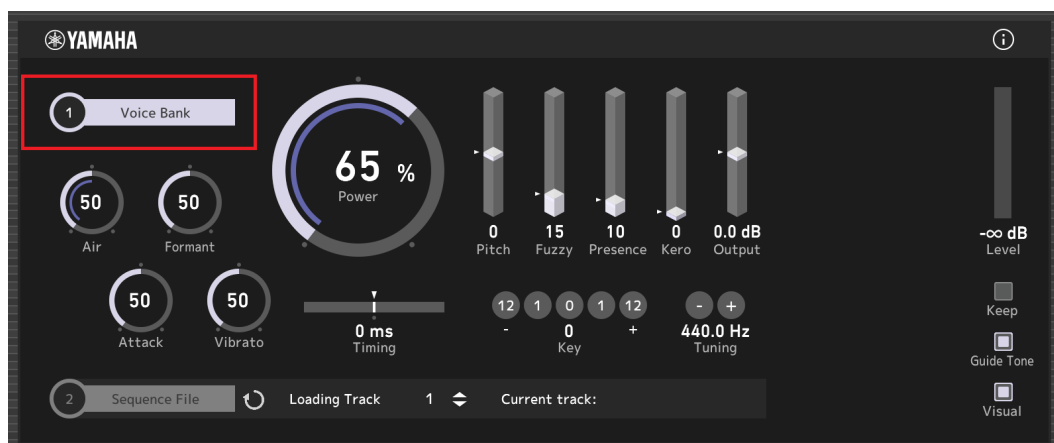 YAMAHA
i
1 Voice Bank
50
Air
50
Formant
50
Attack
50
Vibrato
65 %
Power
0
Pitch
15
Fuzzy
10
Presence
0
Kero
0.0 dB
Output
0 ms
Timing
12 1 0 1 12
- 0 +
Key
- +
440.0 Hz
Tuning
-∞ dB
Level
Keep
Guide Tone
Visual
2 Sequence File Loading Track 1 Current track: